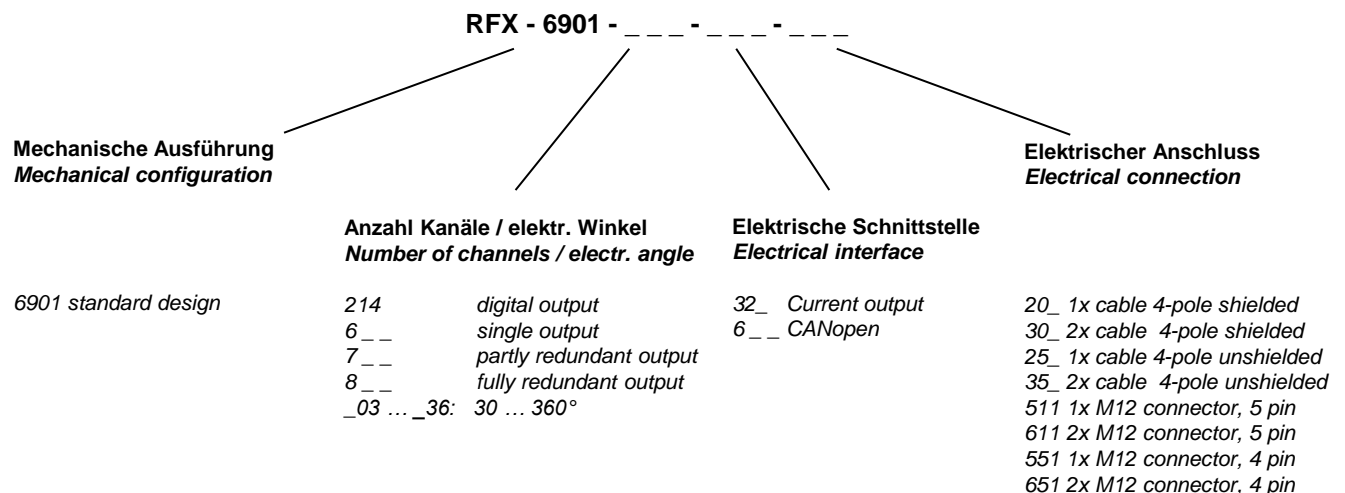 RFX - 6901 - _ _ _ - _ _ _ - _ _ _
Mechanische Ausführung
Mechanical configuration
6901 standard design
Anzahl Kanäle / elektr. Winkel
Number of channels / electr. angle
214 digital output
6 _ _ single output
7 _ _ partly redundant output
8 _ _ fully redundant output
_03 … _36: 30 … 360°
Elektrische Schnittstelle
Electrical interface
32_ Current output
6 _ _ CANopen
Elektrischer Anschluss
Electrical connection
20_ 1x cable 4-pole shielded
30_ 2x cable 4-pole shielded
25_ 1x cable 4-pole unshielded
35_ 2x cable 4-pole unshielded
511 1x M12 connector, 5 pin
611 2x M12 connector, 5 pin
551 1x M12 connector, 4 pin
651 2x M12 connector, 4 pin